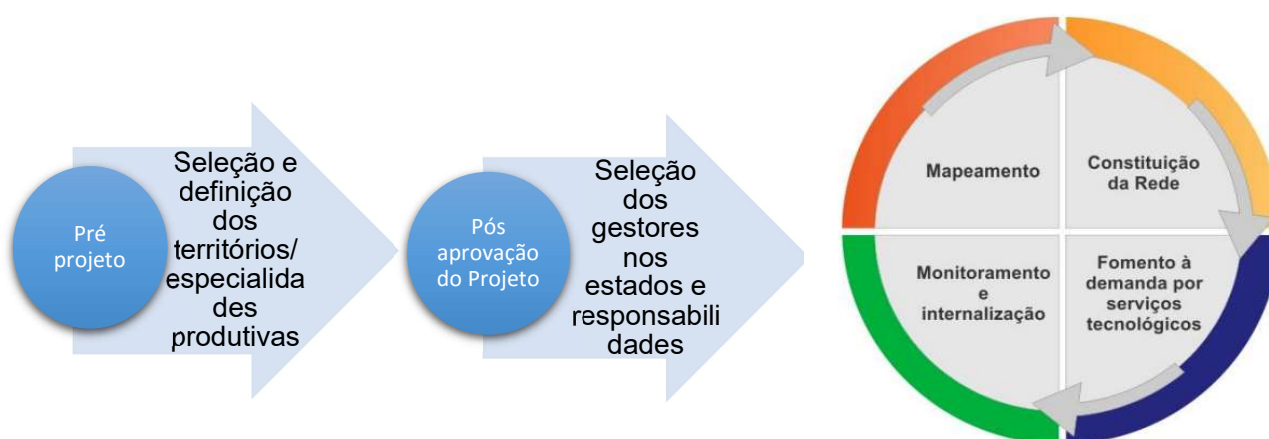 Pré
projeto
Seleção e
definição
dos
territórios/
especialida
des
produtivas
Pós
aprovação
do Projeto
Seleção
dos
gestores
nos
estados e
responsabili
dades
Mapeamento
Constituição
da Rede
Monitoramento
e
internalização
Fomento à
demanda por
serviços
tecnológicos